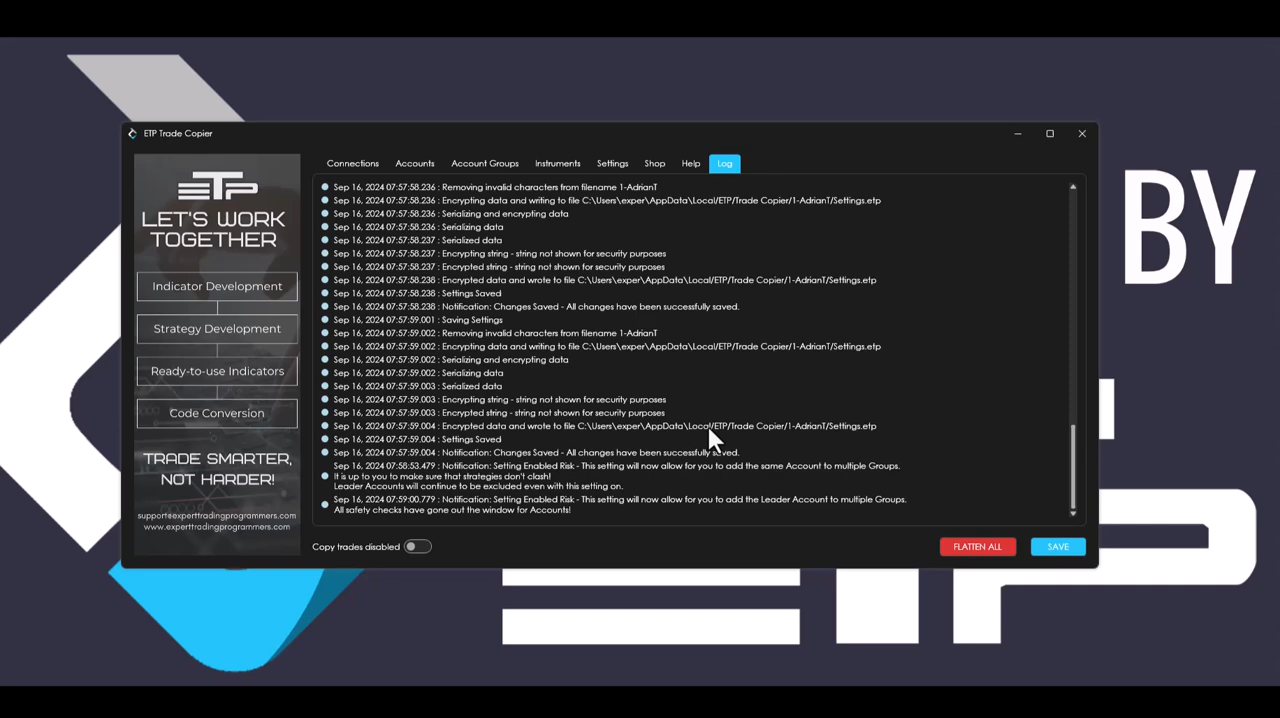 BY
ETP Trade Copier
ETP
LET'S WORK
TOGETHER
Indicator Development
Strategy Development
Ready-to-use Indicators
Code Conversion
TRADE SMARTER,
NOT HARDER!
support@experttradingprogrammers.com
www.experttradingprogrammers.com
Connections Accounts Account Groups Instruments Settings Shop Help Log
Sep 16, 2024 07:57:58.236 : Removing invalid characters from filename 1-AdrianT
Sep 16, 2024 07:57:58.236 : Encrypting data and writing to file C:\Users\exper\AppData\Local/ETP/Trade Copier/1-AdrianT/Settings.etp
Sep 16, 2024 07:57:58.236 : Serializing and encrypting data
Sep 16, 2024 07:57:58.236 : Serializing data
Sep 16, 2024 07:57:58.237 : Serialized data
Sep 16, 2024 07:57:58.237 : Encrypting string - string not shown for security purposes
Sep 16, 2024 07:57:58.237 : Encrypted string - string not shown for security purposes
Sep 16, 2024 07:57:58.238 : Encrypted data and wrote to file C:\Users\exper\AppData\Local/ETP/Trade Copier/1-AdrianT/Settings.etp
Sep 16, 2024 07:57:58.238 : Settings Saved
Sep 16, 2024 07:57:58.238 : Notification: Changes Saved - All changes have been successfully saved.
Sep 16, 2024 07:57:59.001 : Saving Settings
Sep 16, 2024 07:57:59.002 : Removing invalid characters from filename 1-AdrianT
Sep 16, 2024 07:57:59.002 : Encrypting data and writing to file C:\Users\exper\AppData\Local/ETP/Trade Copier/1-AdrianT/Settings.etp
Sep 16, 2024 07:57:59.002 : Serializing and encrypting data
Sep 16, 2024 07:57:59.002 : Serializing data
Sep 16, 2024 07:57:59.003 : Serialized data
Sep 16, 2024 07:57:59.003 : Encrypting string - string not shown for security purposes
Sep 16, 2024 07:57:59.003 : Encrypted string - string not shown for security purposes
Sep 16, 2024 07:57:59.004 : Encrypted data and wrote to file C:\Users\exper\AppData\Local/ETP/Trade Copier/1-AdrianT/Settings.etp
Sep 16, 2024 07:57:59.004 : Settings Saved
Sep 16, 2024 07:57:59.004 : Notification: Changes Saved - All changes have been successfully saved.
Sep 16, 2024 07:58:53.479 : Notification: Setting Enabled Risk - This setting will now allow for you to add the same Account to multiple Groups.
It is up to you to make sure that strategies don't clash!
Leader Accounts will continue to be excluded even with this setting on.
Sep 16, 2024 07:59:00.779 : Notification: Setting Enabled Risk - This setting will now allow for you to add the Leader Account to multiple Groups.
All safety checks have gone out the window for Accounts!
Copy trades disabled
FLATTEN ALL SAVE